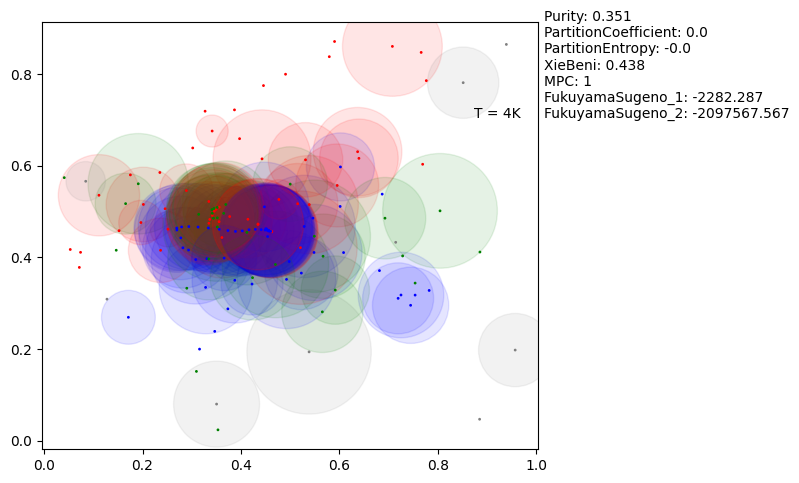 Purity: 0.351
PartitionCoefficient: 0.0
PartitionEntropy: -0.0
XieBeni: 0.438
MPC: 1
FukuyamaSugeno_1: -2282.287
FukuyamaSugeno_2: -2097567.567
T = 4K
0.8
0.6
0.4
0.2
0.0
0.0 0.2 0.4 0.6 0.8 1.0